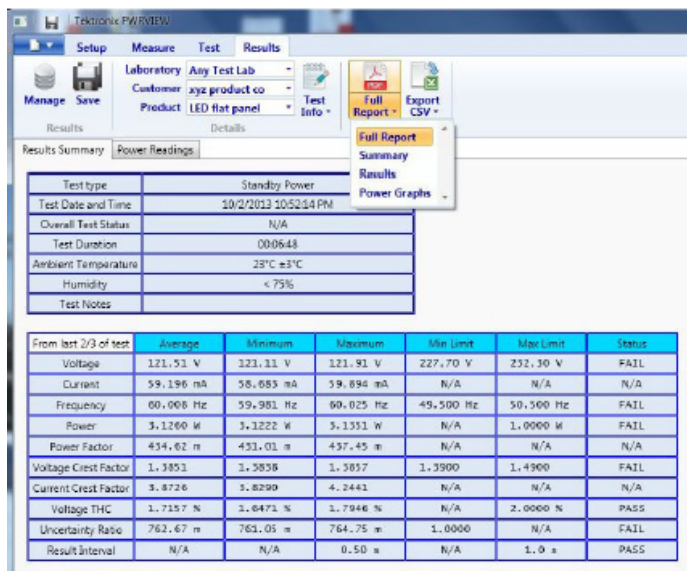 Tektronix PWRVIEW
Setup Measure Test Results
Manage Save
Laboratory Any Test Lab
Customer xyz product co
Product LED flat panel
Test Info
Full Report
Export CSV
Results Details
Full Report
Summary
Results
Power Graphs
Results Summary Power Readings
Test type Standby Power
Test Date and Time 10/2/2013 10:52:14 PM
Overall Test Status N/A
Test Duration 00:06:48
Ambient Temperature 23°C ±3°C
Humidity < 75%
Test Notes
From last 2/3 of test Average Minimum Maximum Min Limit Max Limit Status
Voltage 121.51 V 121.11 V 121.91 V 227.70 V 232.30 V FAIL
Current 59.196 mA 58.685 mA 59.894 mA N/A N/A N/A
Frequency 60.008 Hz 59.981 Hz 60.025 Hz 49.500 Hz 50.500 Hz FAIL
Power 3.1260 W 3.1222 W 3.1331 W N/A 1.0000 W FAIL
Power Factor 434.62 m 431.01 m 437.45 m N/A N/A N/A
Voltage Crest Factor 1.3851 1.3838 1.3857 1.3900 1.4900 FAIL
Current Crest Factor 3.8726 3.8290 4.2441 N/A N/A N/A
Voltage THC 1.7157 % 1.6471 % 1.7946 % N/A 2.0000 % PASS
Uncertainty Ratio 762.67 m 761.05 m 764.75 m 1.0000 N/A FAIL
Result Interval N/A N/A 0.50 s N/A 1.0 s PASS